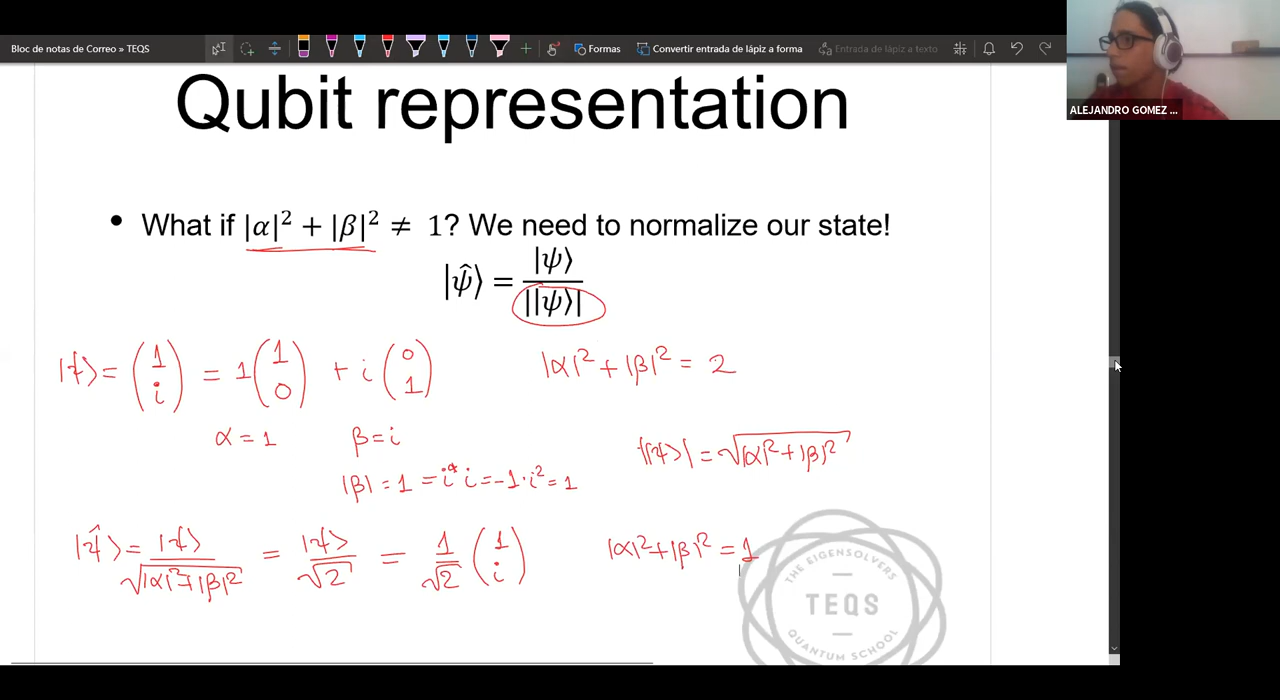 Bloc de notas de Correo » TEQS
Formas
Convertir entrada de lápiz a forma
Entrada de lápiz a texto
ALEJANDRO GOMEZ ...
Qubit representation
• What if |α|² + |β|² ≠ 1? We need to normalize our state!
|ψ̂⟩ = |ψ⟩ / ||ψ⟩|
|ψ⟩ = (1 i) = 1 (1 0) + i (0 1)
|α|² + |β|² = 2
α = 1 β = i
||ψ⟩| = √|α|² + |β|²
|β| = 1 = i* i = -1 · i² = 1
|ψ̂⟩ = |ψ⟩ / √|α|² + |β|² = |ψ⟩ / √2 = 1/√2 (1 i)
|α|² + |β|² = 1
THE EIGENSOLVERS
TEQS
QUANTUM SCHOOL